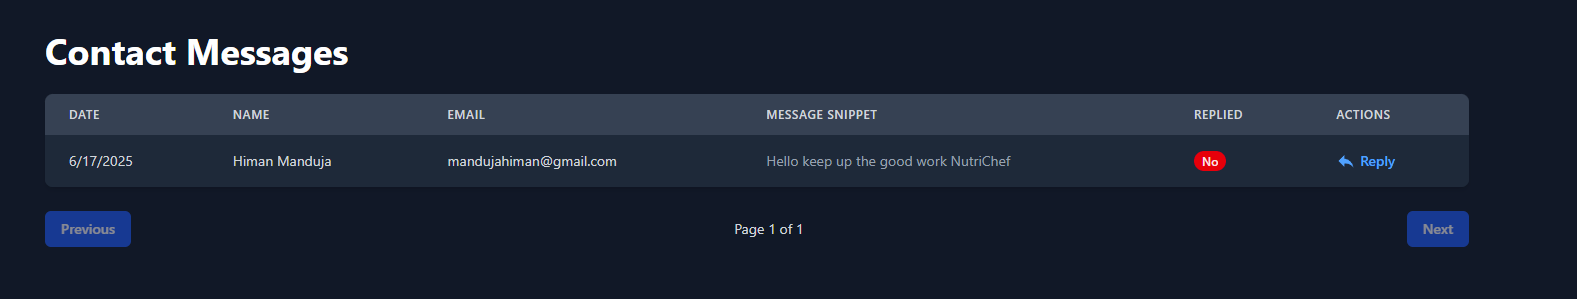 Contact Messages
DATE NAME EMAIL MESSAGE SNIPPET REPLIED ACTIONS
6/17/2025 Himan Manduja mandujahiman@gmail.com Hello keep up the good work NutriChef No Reply
Previous Page 1 of 1 Next